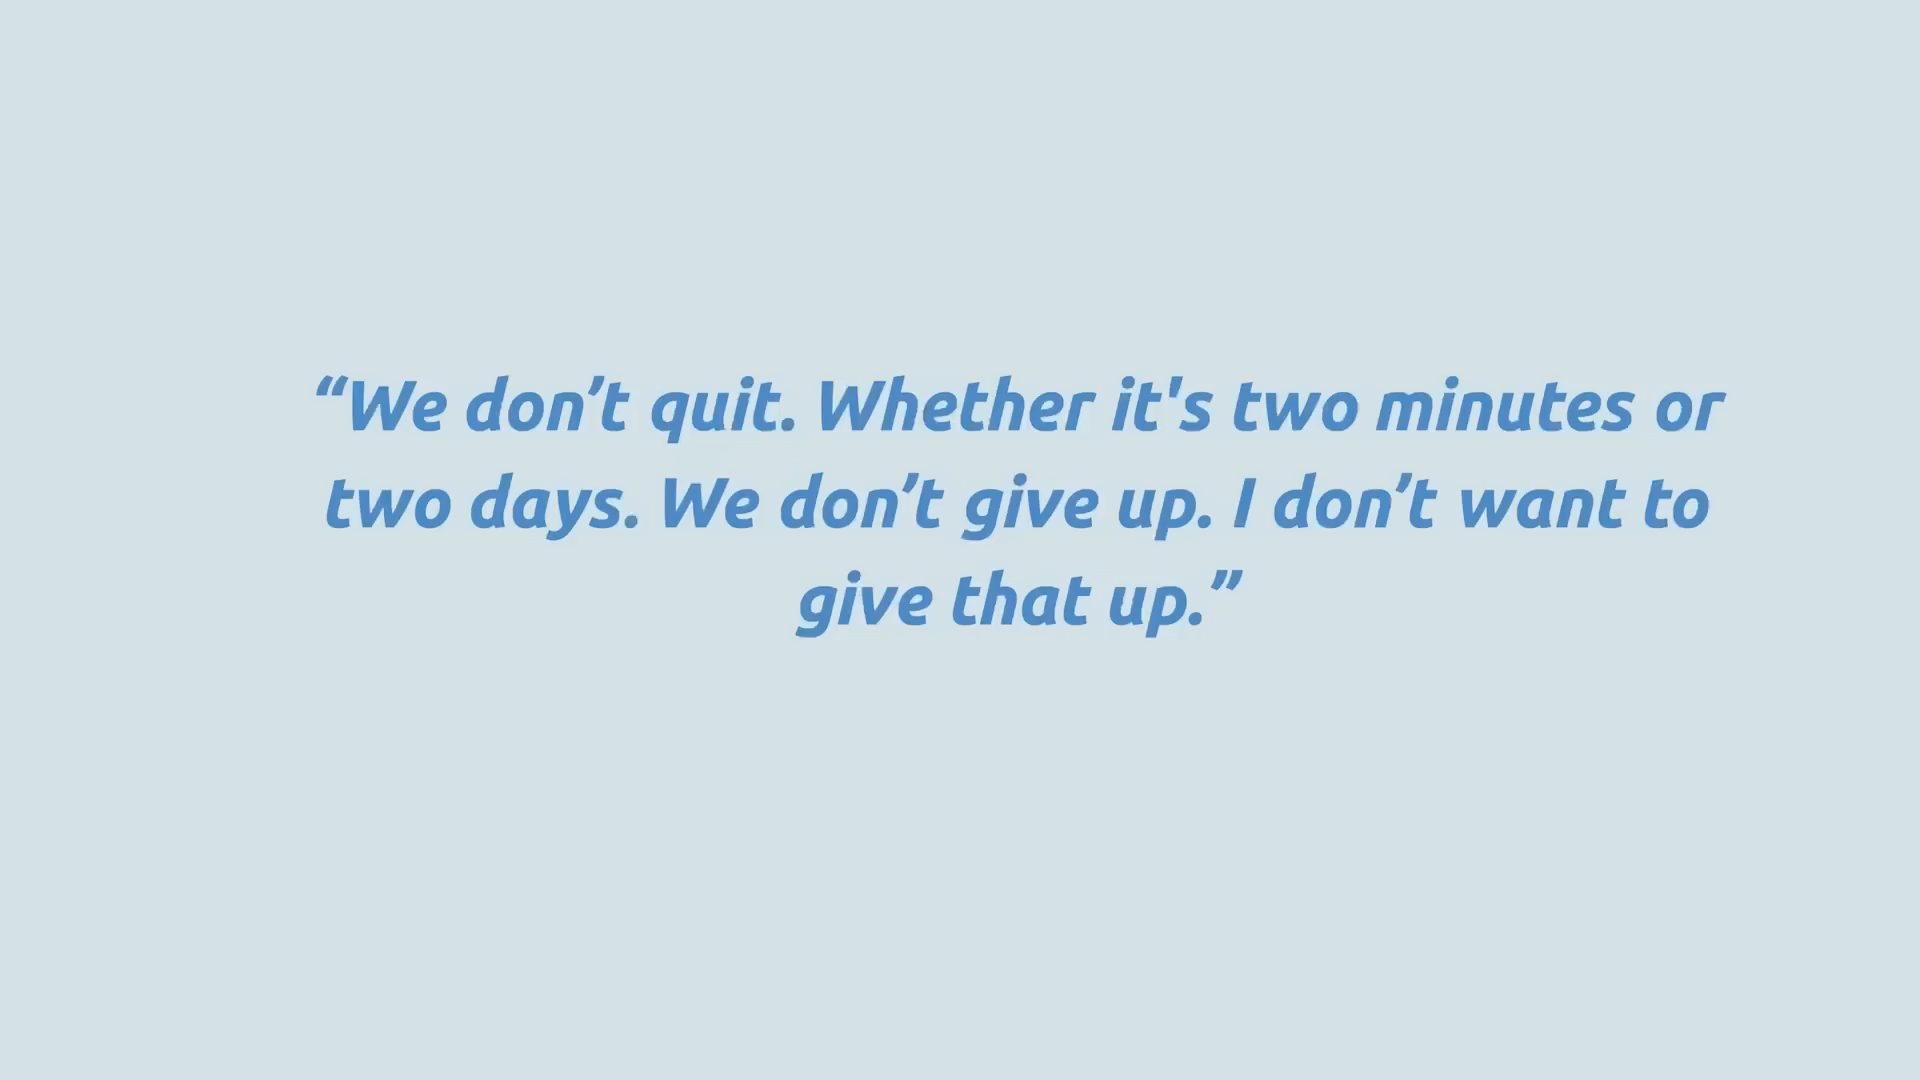 “We don’t quit. Whether it's two minutes or
two days. We don’t give up. I don’t want to
give that up.”